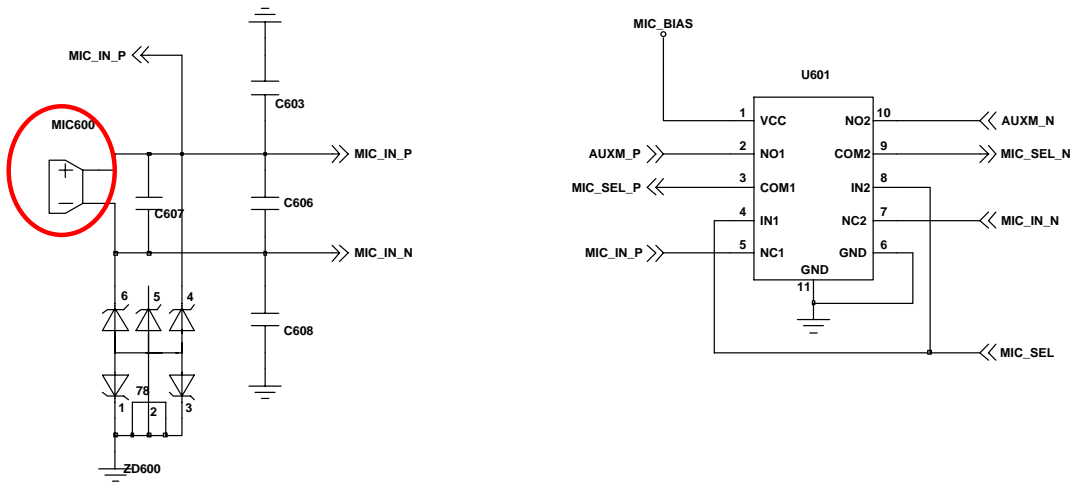 MIC_IN_P
C603
MIC600
MIC_IN_P
C607
C606
MIC_IN_N
6
5
4
C608
78
1
2
3
ZD600
MIC_BIAS
U601
1
VCC
NO2
10
AUXM_N
AUXM_P
2
NO1
COM2
9
MIC_SEL_N
MIC_SEL_P
3
COM1
IN2
8
4
IN1
NC2
7
MIC_IN_N
MIC_IN_P
5
NC1
GND
6
GND
11
MIC_SEL